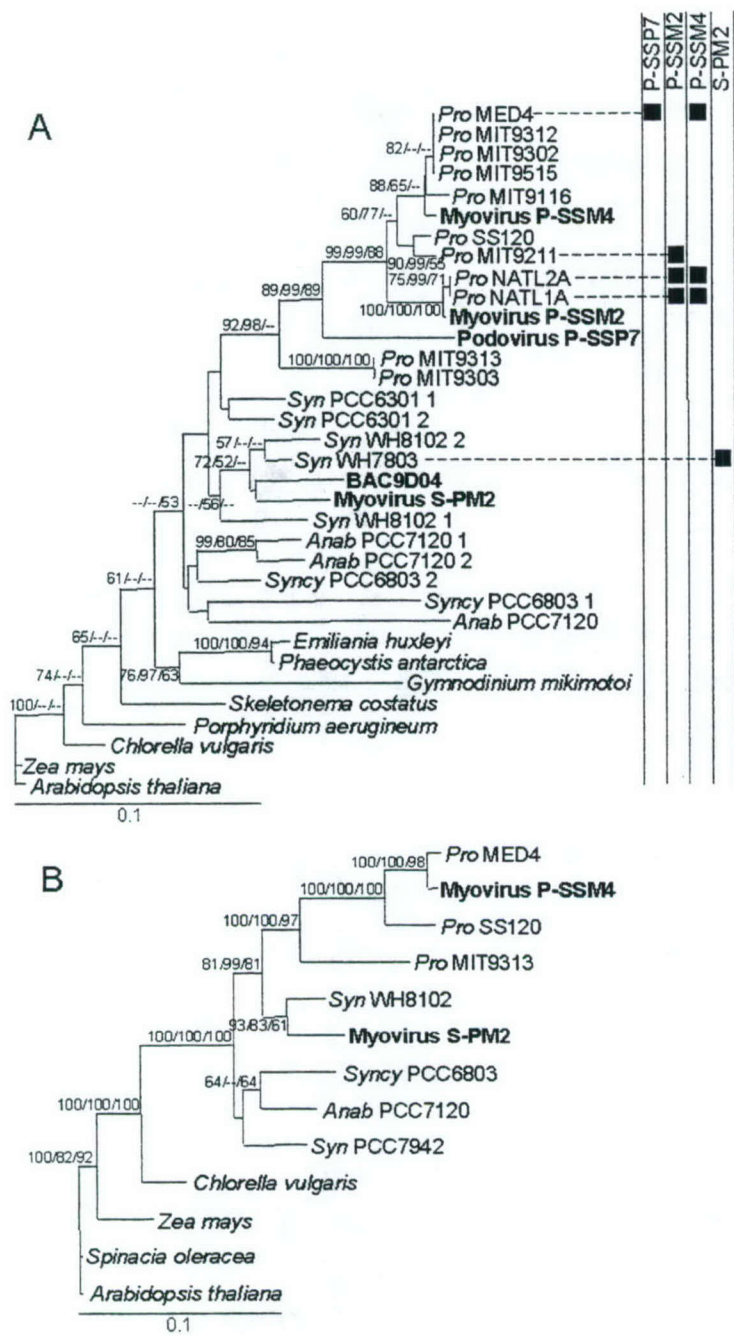 P-SSP7
P-SSM2
P-SSM4
S-PM2
A
Pro MED4
Pro MIT9312
82/--/--
Pro MIT9302
Pro MIT9515
88/65/--
Pro MIT9116
Myovirus P-SSM4
60/77/--
Pro SS120
Pro MIT9211
99/99/88
90/99/55
75/99/71
Pro NATL2A
Pro NATL1A
89/99/89
100/100/100
Myovirus P-SSM2
92/98/--
Podovirus P-SSP7
100/100/100
Pro MIT9313
Pro MIT9303
Syn PCC6301 1
Syn PCC6301 2
57/--/--
Syn WH8102 2
72/52/--
Syn WH7803
BAC9D04
--/--/53
--/56/--
Myovirus S-PM2
Syn WH8102 1
99/80/85
Anab PCC7120 1
Anab PCC7120 2
61/--/--
Syncy PCC6803 2
Syncy PCC6803 1
Anab PCC7120
65/--/--
100/100/94
Emiliania huxleyi
Phaeocystis antarctica
74/--/--
76/97/63
Gymnodinium mikimotoi
100/--/--
Skeletonema costatus
Porphyridium aerugineum
Chlorella vulgaris
Zea mays
Arabidopsis thaliana
0.1
B
100/100/98
Pro MED4
100/100/100
Myovirus P-SSM4
100/100/97
Pro SS120
81/99/81
Pro MIT9313
Syn WH8102
93/83/61
100/100/100
Myovirus S-PM2
64/--/64
Syncy PCC6803
100/100/100
Anab PCC7120
Syn PCC7942
100/82/92
Chlorella vulgaris
Zea mays
Spinacia oleracea
Arabidopsis thaliana
0.1